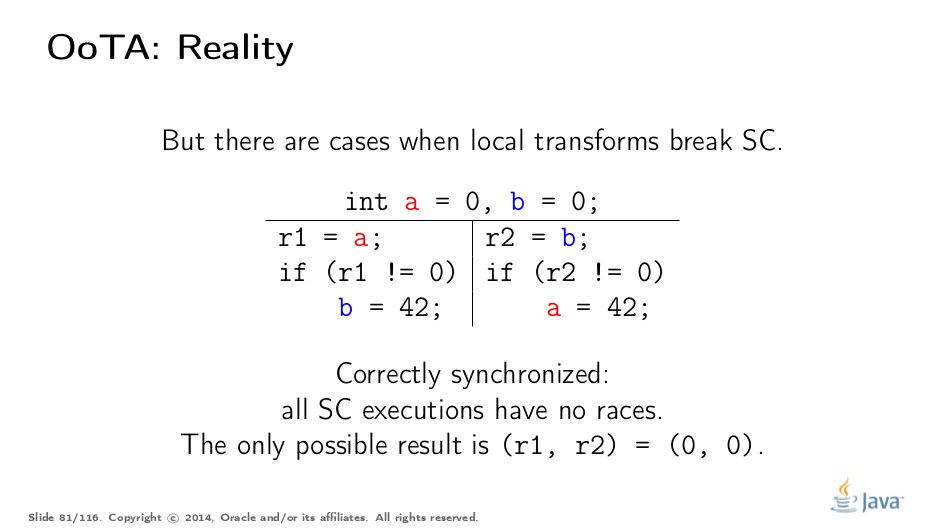 OoTA: Reality
But there are cases when local transforms break SC.
int a = 0, b = 0;
r1 = a;
if (r1 != 0)
b = 42;
r2 = b;
if (r2 != 0)
a = 42;
Correctly synchronized:
all SC executions have no races.
The only possible result is (r1, r2) = (0, 0).
Slide 81/116. Copyright © 2014, Oracle and/or its affiliates. All rights reserved.
Java™